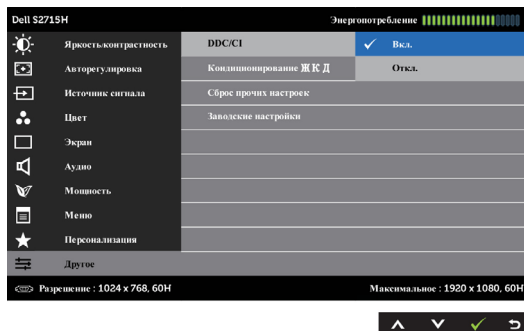 Dell S2715H Энергопотребление
Яркость/контрастность DDC/CI Вкл.
Авторегулировка Кондиционирование ЖКД Откл.
Источник сигнала Сброс прочих настроек
Цвет Заводские настройки
Экран
Аудио
Мощность
Меню
Персонализация
Другое
Разрешение : 1024 x 768, 60H Максимальное : 1920 x 1080, 60H